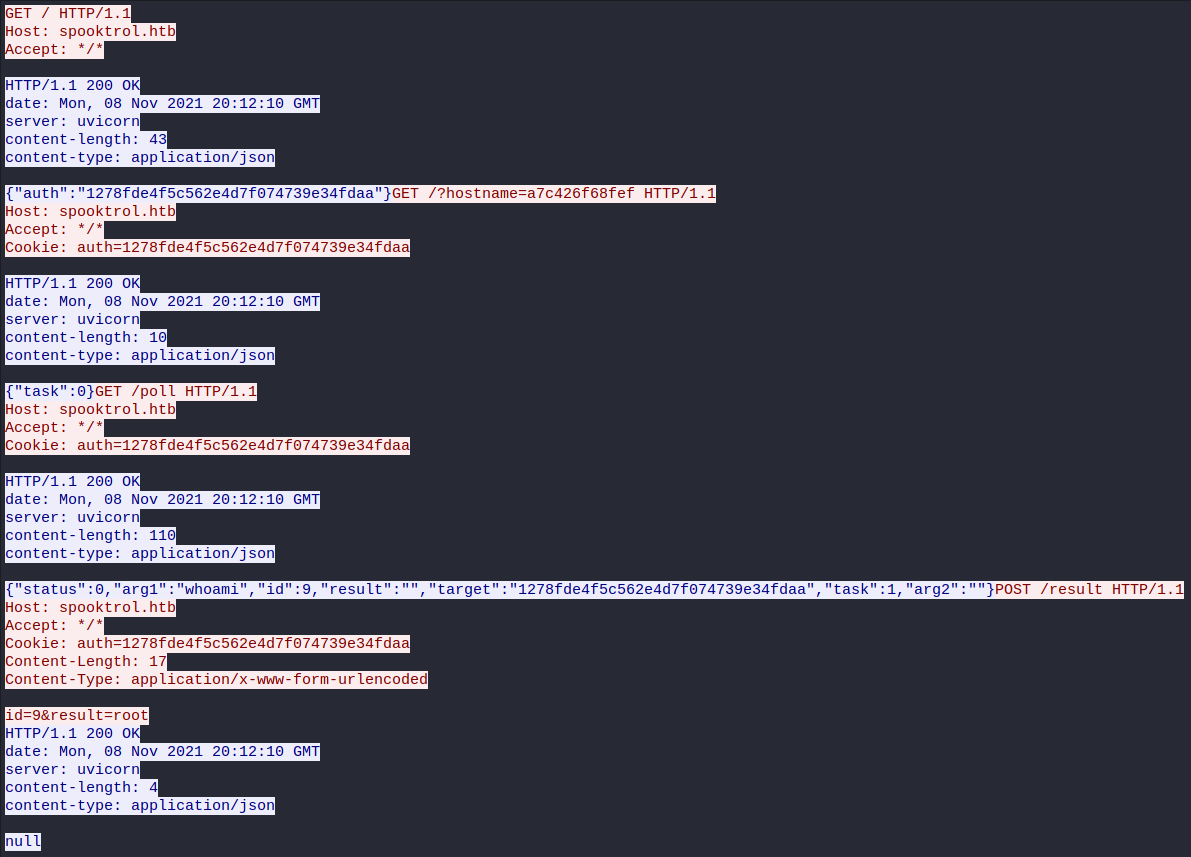 GET / HTTP/1.1
Host: spooktrol.htb
Accept: */*
HTTP/1.1 200 OK
date: Mon, 08 Nov 2021 20:12:10 GMT
server: uvicorn
content-length: 43
content-type: application/json
{"auth":"1278fde4f5c562e4d7f074739e34fdaa"}GET /?hostname=a7c426f68fef HTTP/1.1
Host: spooktrol.htb
Accept: */*
Cookie: auth=1278fde4f5c562e4d7f074739e34fdaa
HTTP/1.1 200 OK
date: Mon, 08 Nov 2021 20:12:10 GMT
server: uvicorn
content-length: 10
content-type: application/json
{"task":0}GET /poll HTTP/1.1
Host: spooktrol.htb
Accept: */*
Cookie: auth=1278fde4f5c562e4d7f074739e34fdaa
HTTP/1.1 200 OK
date: Mon, 08 Nov 2021 20:12:10 GMT
server: uvicorn
content-length: 110
content-type: application/json
{"status":0,"arg1":"whoami","id":9,"result":"","target":"1278fde4f5c562e4d7f074739e34fdaa","task":1,"arg2":""}POST /result HTTP/1.1
Host: spooktrol.htb
Accept: */*
Cookie: auth=1278fde4f5c562e4d7f074739e34fdaa
Content-Length: 17
Content-Type: application/x-www-form-urlencoded
id=9&result=root
HTTP/1.1 200 OK
date: Mon, 08 Nov 2021 20:12:10 GMT
server: uvicorn
content-length: 4
content-type: application/json
null